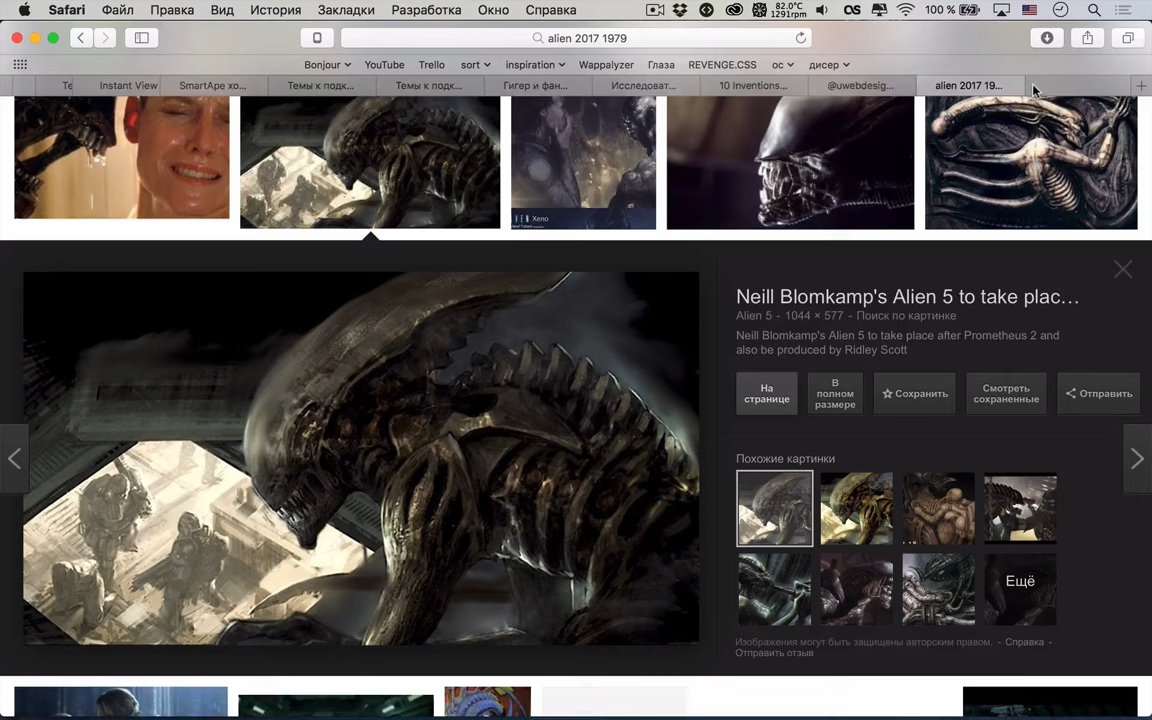 Safari Файл Правка Вид История Закладки Разработка Окно Справка 82.0°C 1291rpm 100 %
alien 2017 1979
Bonjour YouTube Trello sort inspiration Wappalyzer Глаза REVENGE.CSS ос дисер
Те Instant View SmartApe хо... Темы к подк... Темы к подк... Гигер и фан... Исследоват... 10 Inventions... @uwebdesig... alien 2017 19...
Xeno
Neill Blomkamp's Alien 5 to take plac...
Alien 5 - 1044 × 577 - Поиск по картинке
Neill Blomkamp's Alien 5 to take place after Prometheus 2 and
also be produced by Ridley Scott
На странице
В полном размере
Сохранить
Смотреть сохраненные
Отправить
Похожие картинки
Ещё
Изображения могут быть защищены авторским правом. - Справка -
Отправить отзыв